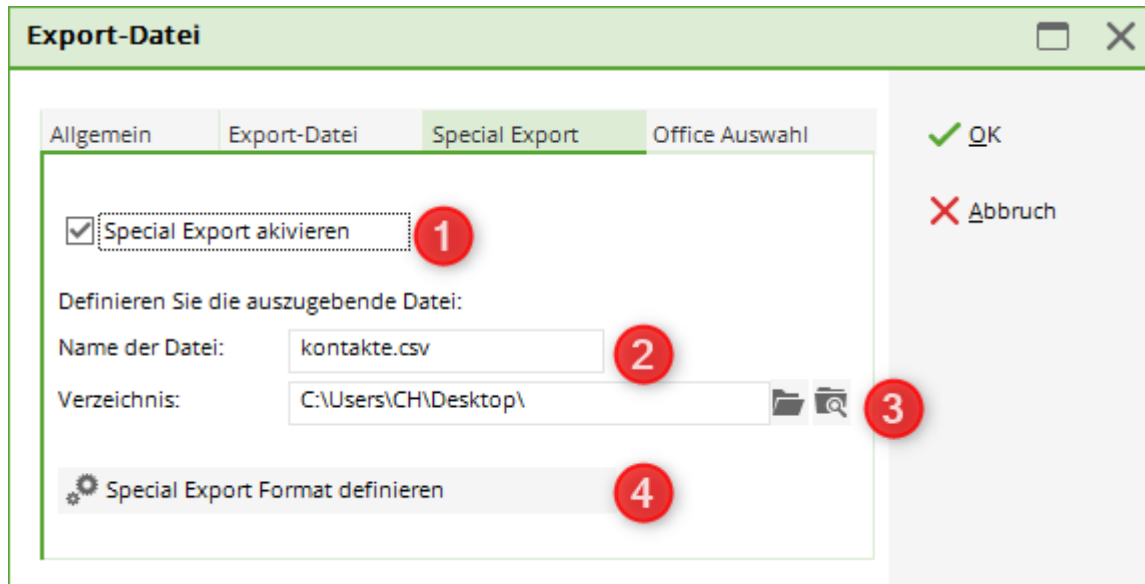 Export-Datei
Allgemein Export-Datei Special Export Office Auswahl
OK
Abbruch
Special Export akivieren 1
Definieren Sie die auszugebende Datei:
Name der Datei: kontakte.csv 2
Verzeichnis: C:\Users\CH\Desktop\ 3
Special Export Format definieren 4